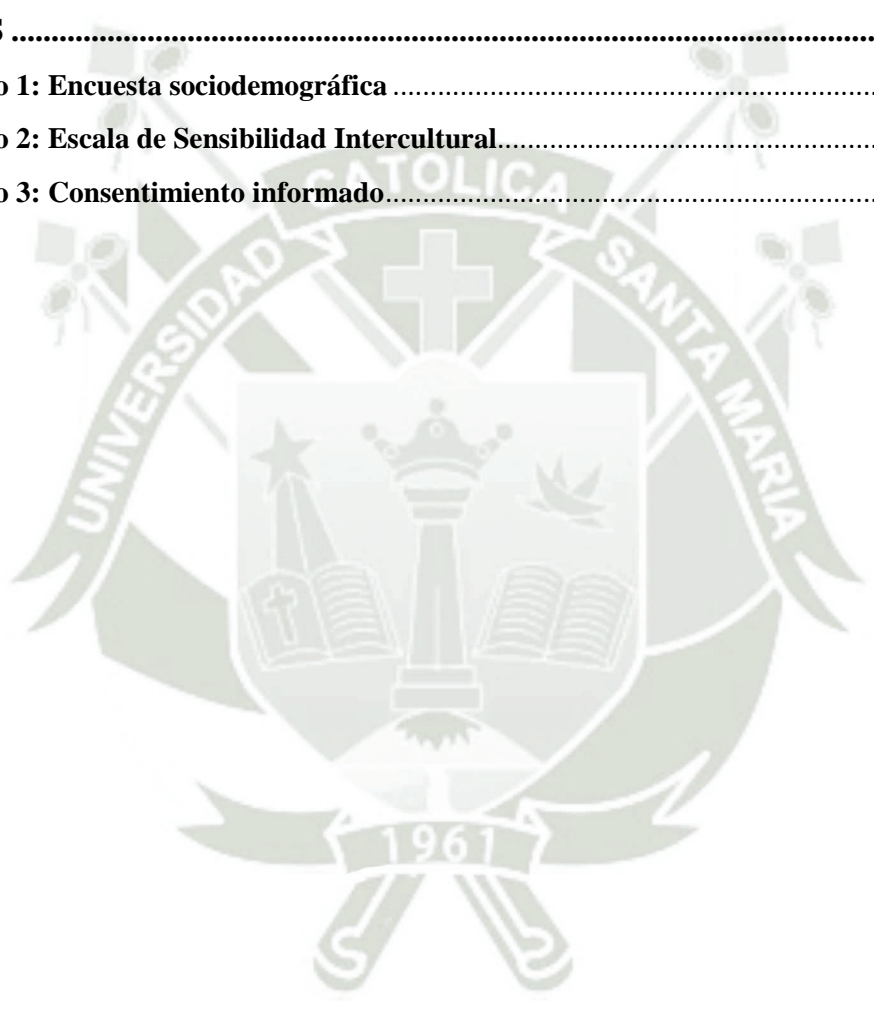 S ........................................................................................................
o 1: Encuesta sociodemográfica ................................................................
o 2: Escala de Sensibilidad Intercultural..................................................
o 3: Consentimiento informado.................................................................
UNIVERSIDAD CATOLICA SANTA MARIA
1961